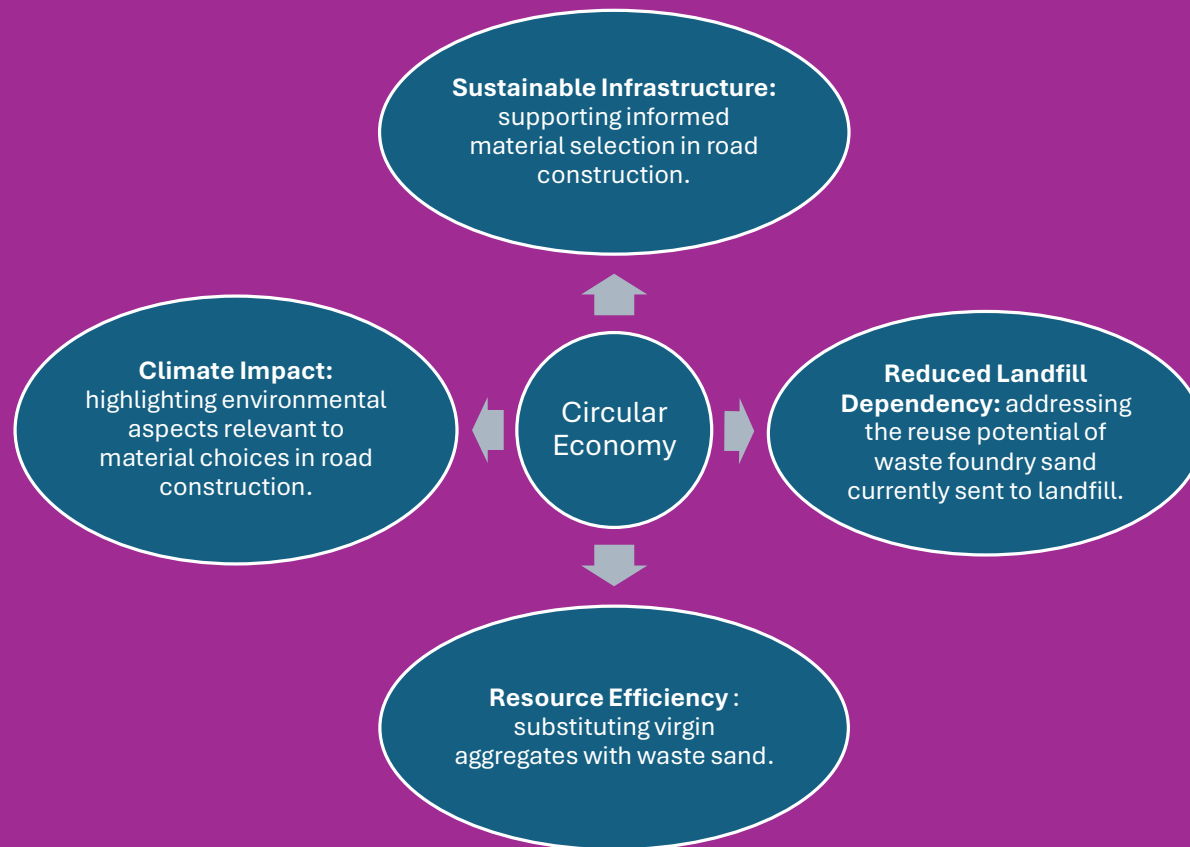 Sustainable Infrastructure:
supporting informed
material selection in road
construction.
Climate Impact:
highlighting environmental
aspects relevant to
material choices in road
construction.
Circular
Economy
Reduced Landfill
Dependency: addressing
the reuse potential of
waste foundry sand
currently sent to landfill.
Resource Efficiency :
substituting virgin
aggregates with waste sand.